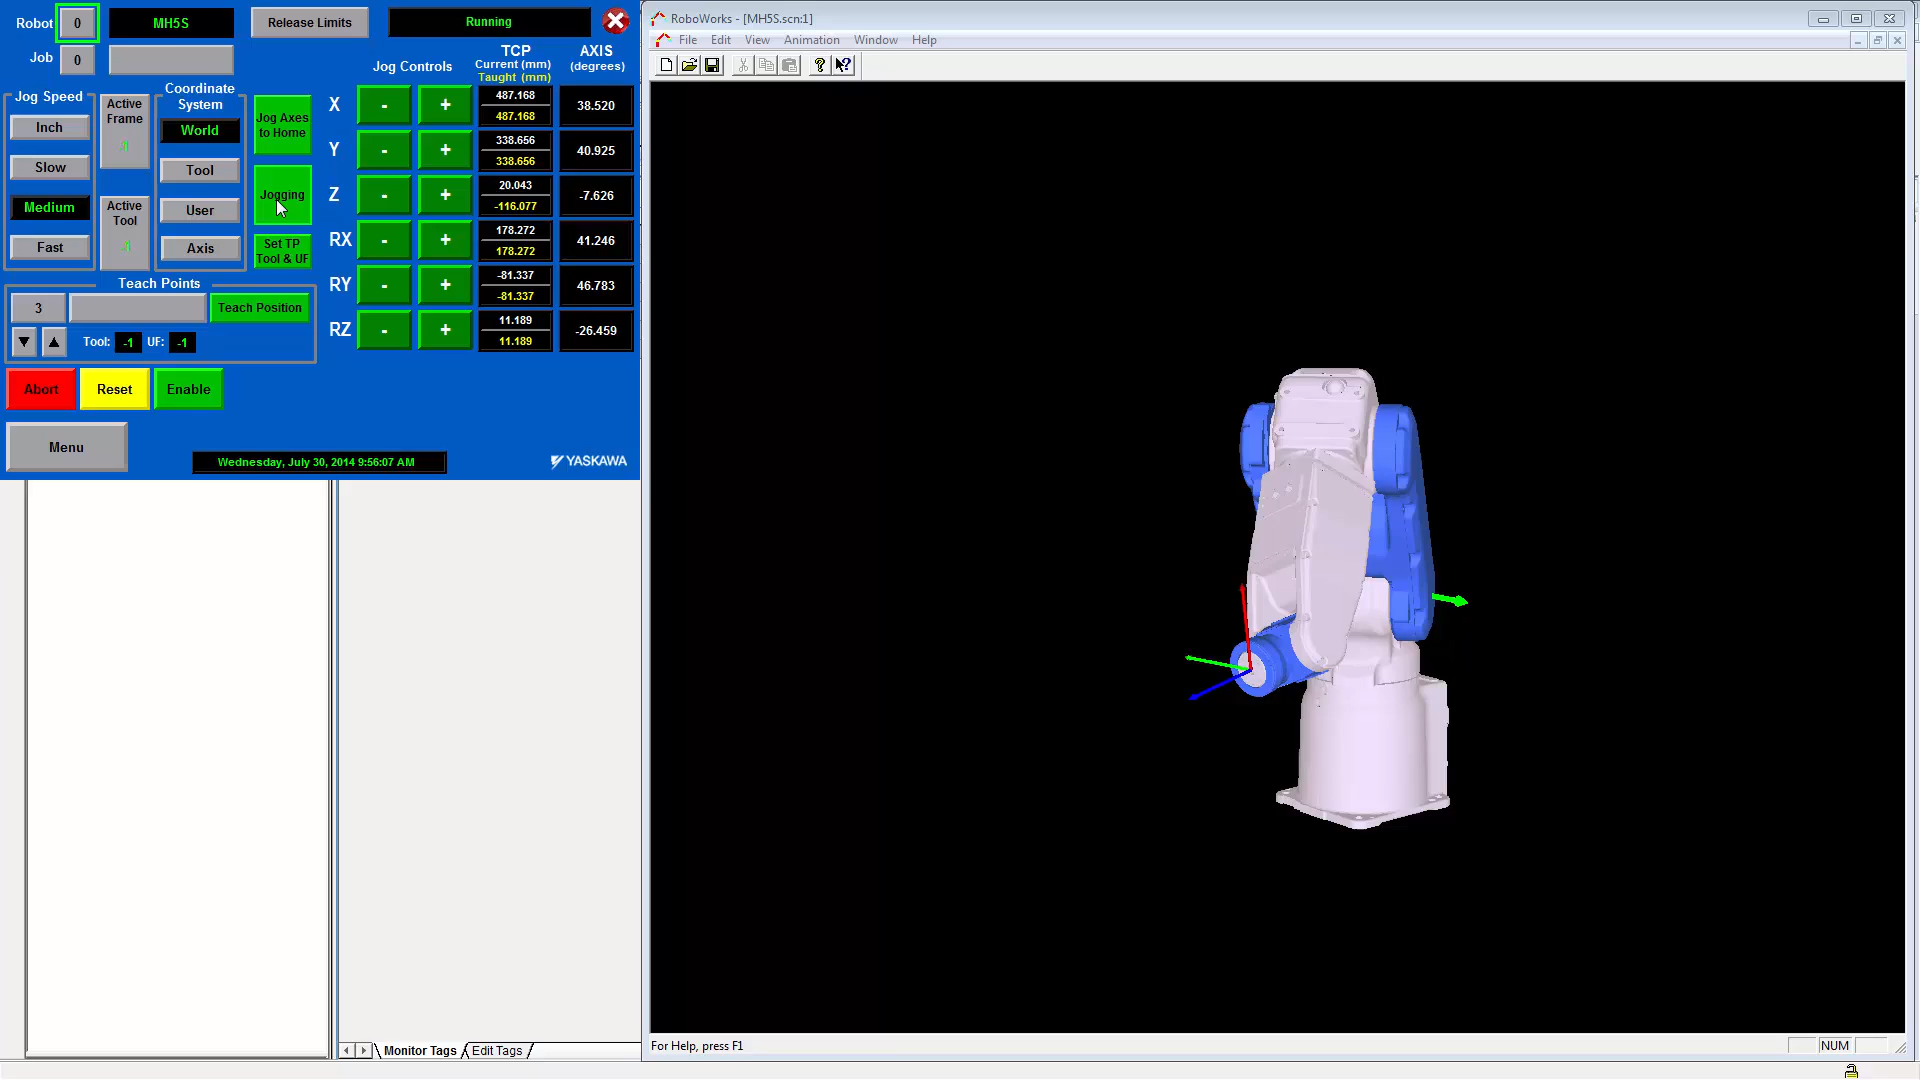 Robot 0 MH5S Release Limits Running
Job 0
Jog Speed
Inch
Slow
Medium
Fast
Active
Frame
-1
Active
Tool
-1
Coordinate
System
World
Tool
User
Axis
Jog Axes
to Home
Jogging
Set TP
Tool & UF
Jog Controls
TCP
Current (mm)
Taught (mm)
AXIS
(degrees)
X - + 487.168 487.168 38.520
Y - + 338.656 338.656 40.925
Z - + 20.043 -116.077 -7.626
RX - + 178.272 178.272 41.246
RY - + -81.337 -81.337 46.783
RZ - + 11.189 11.189 -26.459
Teach Points
3 Teach Position
Tool: -1 UF: -1
Abort Reset Enable
Menu
Wednesday, July 30, 2014 9:56:07 AM
YASKAWA
Monitor Tags Edit Tags
RoboWorks - [MH5S.scn:1]
File Edit View Animation Window Help
For Help, press F1
NUM